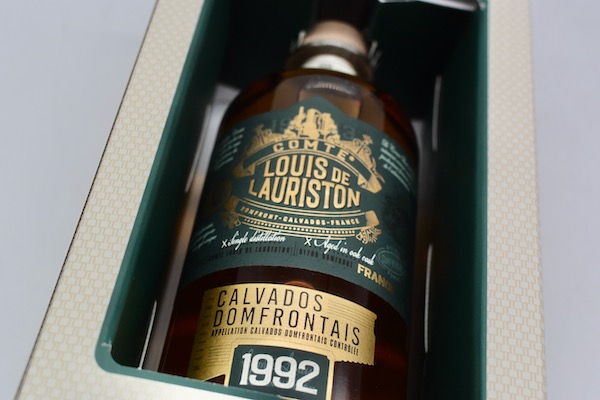 COMTE
LOUIS DE
LAURISTON
DOMFRONT-CALVADOS-FRANCE
x Single distillation x Aged in oak cask
FRANCE
CALVADOS
DOMFRONTAIS
APPELLATION CALVADOS DOMFRONTAIS CONTRÔLÉE
1992